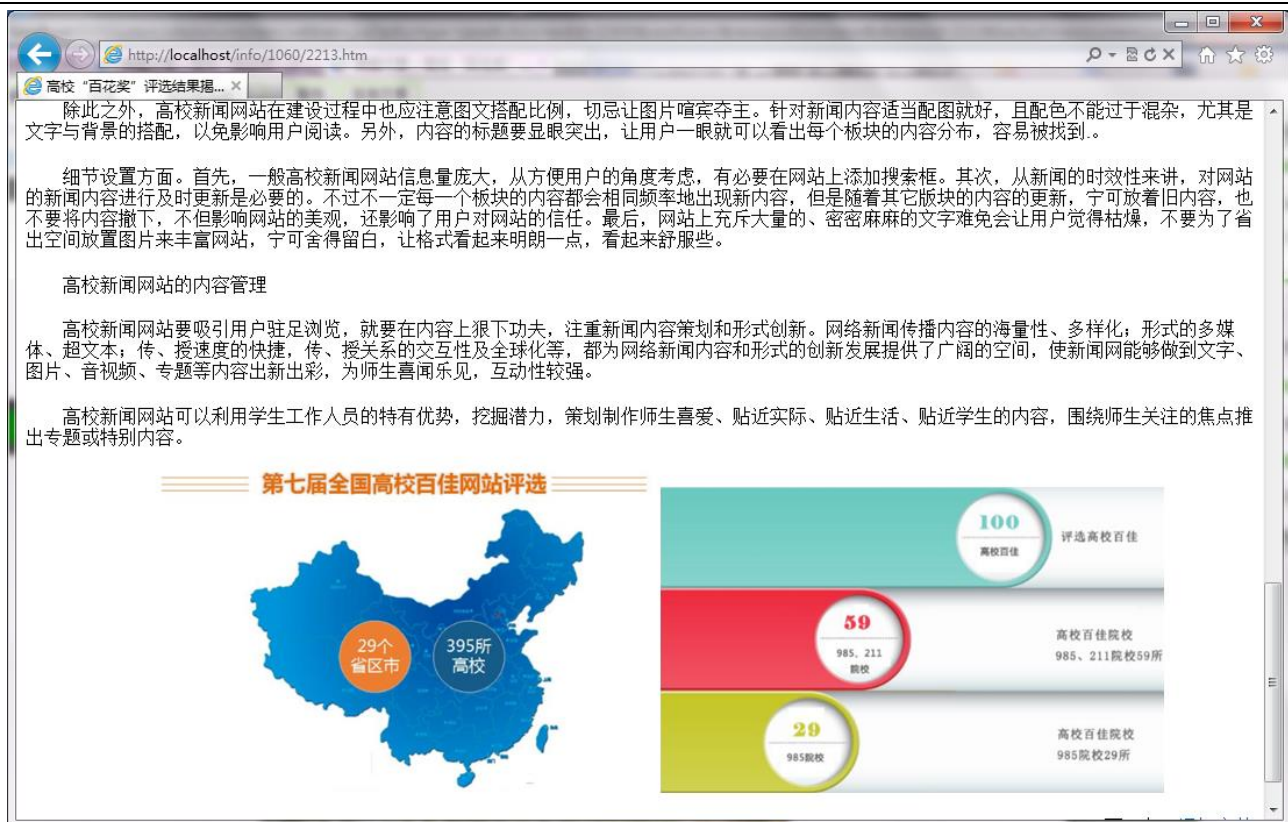 http://localhost/info/1060/2213.htm
高校“百花奖”评选结果揭...
除此之外，高校新闻网站在建设过程中也应注意图文搭配比例，切忌让图片喧宾夺主。针对新闻内容适当配图就好，且配色不能过于混杂，尤其是
文字与背景的搭配，以免影响用户阅读。另外，内容的标题要显眼突出，让用户一眼就可以看出每个板块的内容分布，容易被找到.。
细节设置方面。首先，一般高校新闻网站信息量庞大，从方便用户的角度考虑，有必要在网站上添加搜索框。其次，从新闻的时效性来讲，对网站
的新闻内容进行及时更新是必要的。不过不一定每一个板块的内容都会相同频率地出现新内容，但是随着其它版块的内容的更新，宁可放着旧内容，也
不要将内容撤下，不但影响网站的美观，还影响了用户对网站的信任。最后，网站上充斥大量的、密密麻麻的文字难免会让用户觉得枯燥，不要为了省
出空间放置图片来丰富网站，宁可舍得留白，让格式看起来明朗一点，看起来舒服些。
高校新闻网站的内容管理
高校新闻网站要吸引用户驻足浏览，就要在内容上狠下功夫，注重新闻内容策划和形式创新。网络新闻传播内容的海量性、多样化；形式的多媒
体、超文本；传、授速度的快捷，传、授关系的交互性及全球化等，都为网络新闻内容和形式的创新发展提供了广阔的空间，使新闻网能够做到文字、
图片、音视频、专题等内容出新出彩，为师生喜闻乐见，互动性较强。
高校新闻网站可以利用学生工作人员的特有优势，挖掘潜力，策划制作师生喜爱、贴近实际、贴近生活、贴近学生的内容，围绕师生关注的焦点推
出专题或特别内容。
第七届全国高校百佳网站评选
29个
省区市
395所
高校
100
高校百佳
评选高校百佳
59
985、211
院校
高校百佳院校
985、211院校59所
29
985院校
高校百佳院校
985院校29所